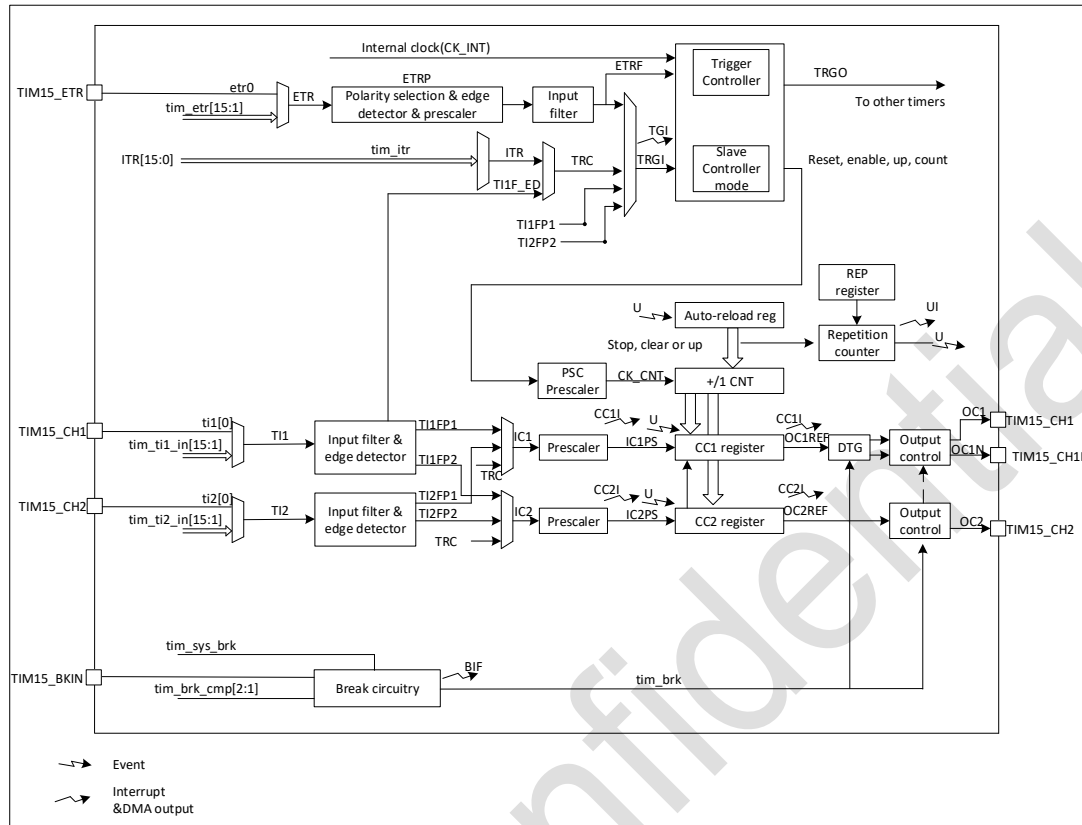 Internal clock(CK_INT)
TIM15_ETR
etr0
tim_etr[15:1]
ETR
ETRP
Polarity selection & edge
detector & prescaler
Input
filter
ETRF
Trigger
Controller
TRGO
To other timers
ITR[15:0]
tim_itr
ITR
TI1F_ED
TRC
TGI
TRGI
Slave
Controller
mode
Reset, enable, up, count
TI1FP1
TI2FP2
REP
register
U
Auto-reload reg
Stop, clear or up
Repetition
counter
UI
U
PSC
Prescaler
CK_CNT
+/1 CNT
TIM15_CH1
ti1[0]
tim_ti1_in[15:1]
TI1
Input filter &
edge detector
TI1FP1
TI1FP2
TRC
IC1
Prescaler
IC1PS
CC1I
U
CC1 register
CC1I
OC1REF
DTG
Output
control
OC1
OC1N
TIM15_CH1
TIM15_CH1N
TIM15_CH2
ti2[0]
tim_ti2_in[15:1]
TI2
Input filter &
edge detector
TI2FP1
TI2FP2
TRC
IC2
Prescaler
IC2PS
CC2I
U
CC2 register
CC2I
OC2REF
Output
control
OC2
TIM15_CH2
TIM15_BKIN
tim_sys_brk
tim_brk_cmp[2:1]
Break circuitry
BIF
tim_brk
Event
Interrupt
&DMA output
nfidential